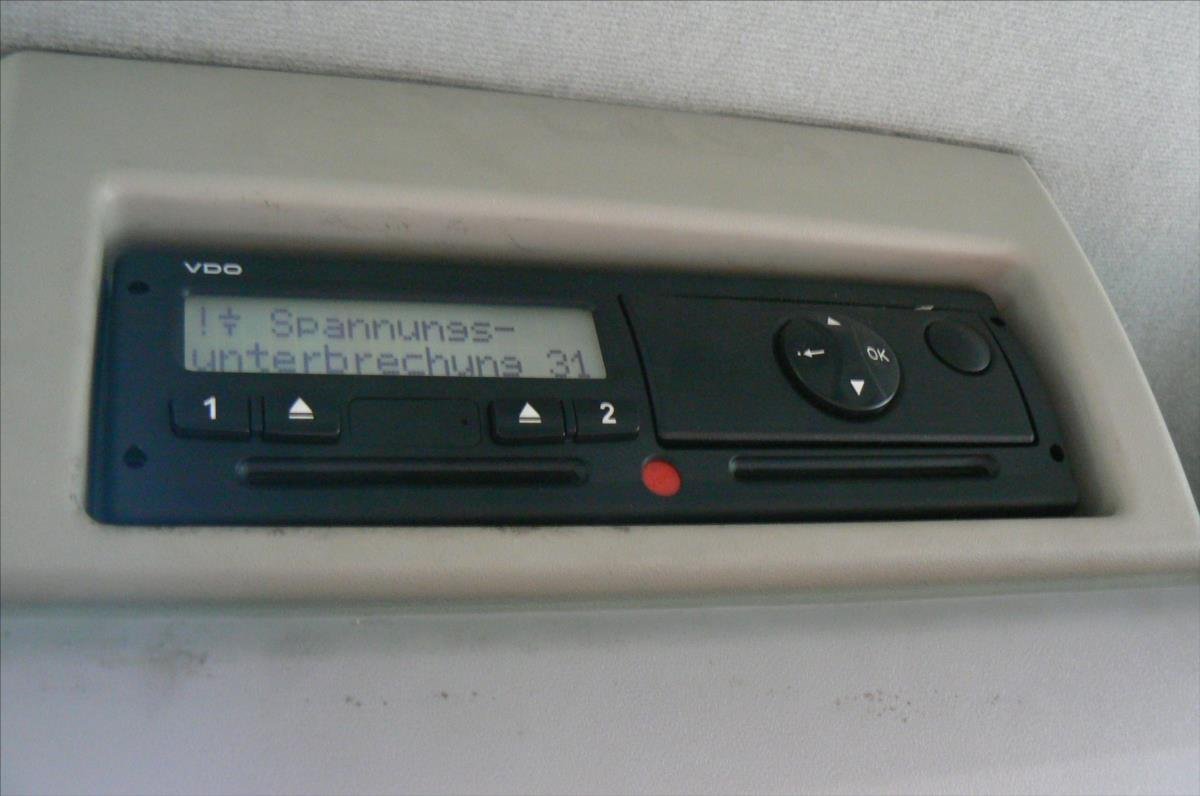 VDO
! Spannungs-
unterbrechung 31
1
2
OK